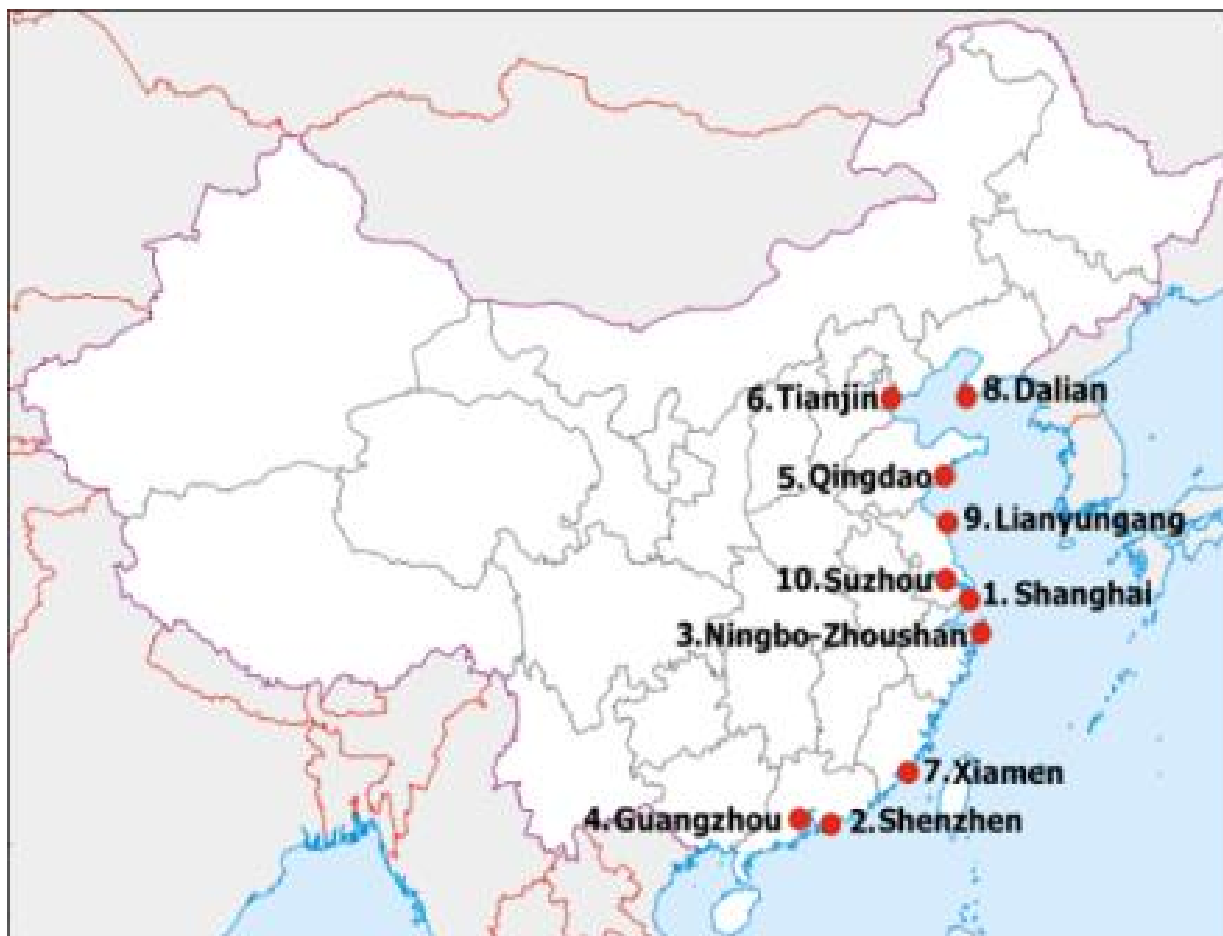 6.Tianjin
8.Dalian
5.Qingdao
9.Lianyungang
10.Suzhou
1. Shanghai
3.Ningbo-Zhoushan
7.Xiamen
4.Guangzhou
2.Shenzhen